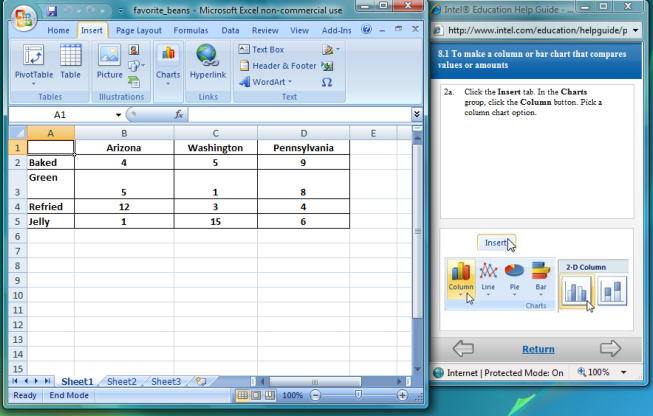 favorite_beans - Microsoft Excel non-commercial use
Home Insert Page Layout Formulas Data Review View Add-Ins
PivotTable Table Picture Charts Hyperlink
Text Box
Header & Footer
WordArt
Tables Illustrations Links Text
A1 fx
A B C D E
1 Arizona Washington Pennsylvania
2 Baked 4 5 9
Green
3 5 1 8
4 Refried 12 3 4
5 Jelly 1 15 6
6
7
8
9
10
11
12
13
14
15
Sheet1 Sheet2 Sheet3
Ready End Mode 100%
Intel® Education Help Guide - ...
http://www.intel.com/education/helpguide/p
8.1 To make a column or bar chart that compares
values or amounts
2a. Click the Insert tab. In the Charts
group, click the Column button. Pick a
column chart option.
Insert
Column Line Pie Bar
Charts
2-D Column
Return
Internet | Protected Mode: On 100%